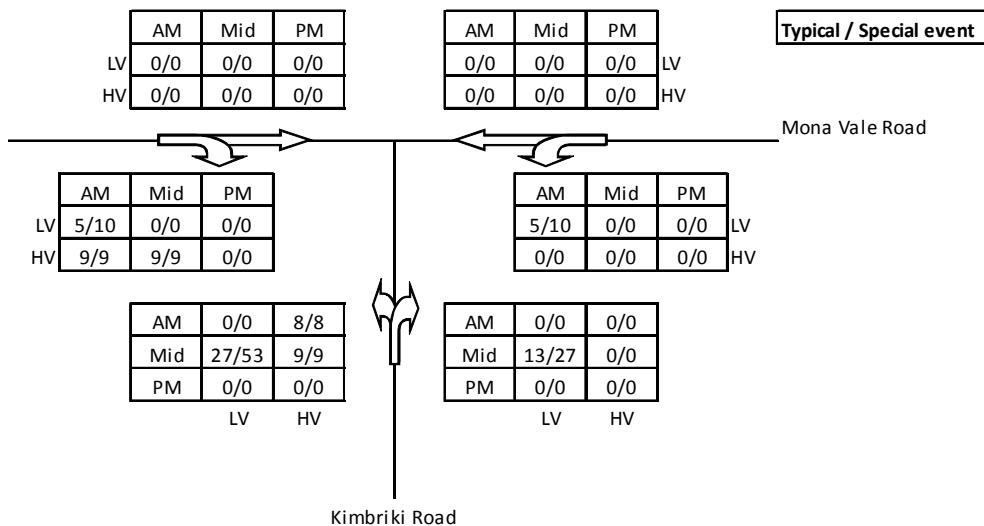 AM Mid PM
LV 0/0 0/0 0/0
HV 0/0 0/0 0/0
AM Mid PM
0/0 0/0 0/0 LV
0/0 0/0 0/0 HV
Typical / Special event
Mona Vale Road
AM Mid PM
LV 5/10 0/0 0/0
HV 9/9 9/9 0/0
AM Mid PM
5/10 0/0 0/0 LV
0/0 0/0 0/0 HV
AM 0/0 8/8
Mid 27/53 9/9
PM 0/0 0/0
LV HV
AM 0/0 0/0
Mid 13/27 0/0
PM 0/0 0/0
LV HV
Kimbriki Road